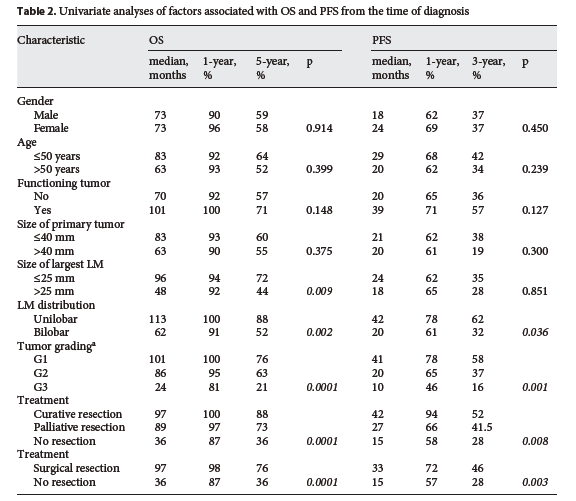 Table 2. Univariate analyses of factors associated with OS and PFS from the time of diagnosis
Characteristic OS PFS
median, months 1-year, % 5-year, % p median, months 1-year, % 3-year, % p
Gender
Male 73 90 59 18 62 37
Female 73 96 58 0.914 24 69 37 0.450
Age
≤50 years 83 92 64 29 68 42
>50 years 63 93 52 0.399 20 62 34 0.239
Functioning tumor
No 70 92 57 20 65 36
Yes 101 100 71 0.148 39 71 57 0.127
Size of primary tumor
≤40 mm 83 93 60 21 62 38
>40 mm 63 90 55 0.375 20 61 19 0.300
Size of largest LM
≤25 mm 96 94 72 24 62 35
>25 mm 48 92 44 0.009 18 65 28 0.851
LM distribution
Unilobar 113 100 88 42 78 62
Bilobar 62 91 52 0.002 20 61 32 0.036
Tumor gradingᵃ
G1 101 100 76 41 78 58
G2 86 95 63 20 65 37
G3 24 81 21 0.0001 10 46 16 0.001
Treatment
Curative resection 97 100 88 42 94 52
Palliative resection 89 97 73 27 66 41.5
No resection 36 87 36 0.0001 15 58 28 0.008
Treatment
Surgical resection 97 98 76 33 72 46
No resection 36 87 36 0.0001 15 57 28 0.003